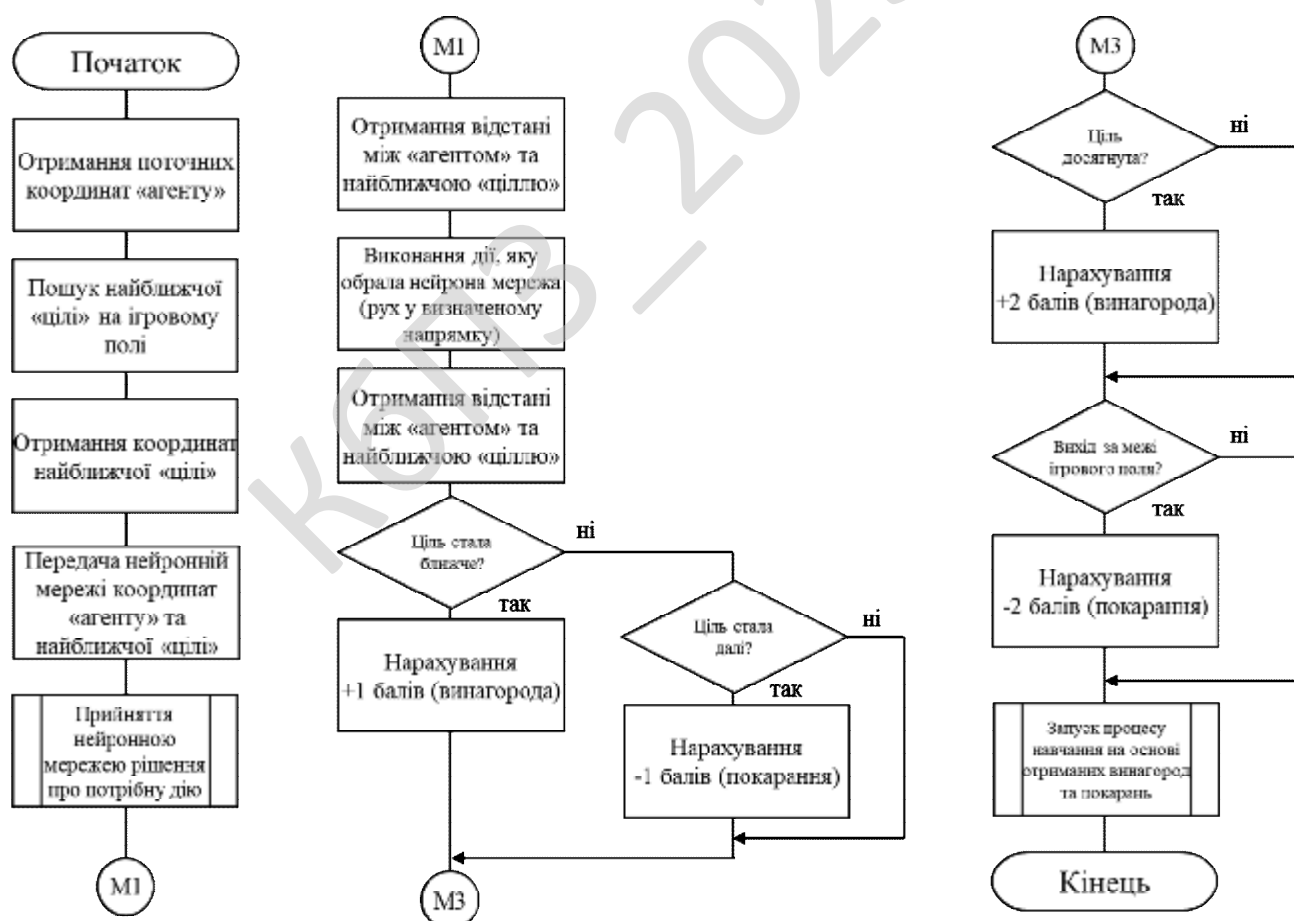 Початок
Отримання поточних
координат «агенту»
Пошук найближчої
«цілі» на ігровому
полі
Отримання координат
найближчої «цілі»
Передача нейронній
мережі координат
«агенту» та
найближчої «цілі»
Прийняття
нейронною
мережею рішення
про потрібну дію
М1
М1
Отримання відстані
між «агентом» та
найближчою «ціллю»
Виконання дії, яку
обрала нейрона мережа
(рух у визначеному
напрямку)
Отримання відстані
між «агентом» та
найближчою «ціллю»
Ціль стала
ближче?
ні
так
Нарахування
+1 балів (винагорода)
Ціль стала
далі?
ні
так
Нарахування
-1 балів (покарання)
М3
М3
Ціль
досягнута?
ні
так
Нарахування
+2 балів (винагорода)
Вихід за межі
ігрового поля?
ні
так
Нарахування
-2 балів (покарання)
Запуск процесу
навчання на основі
отриманих винагород
та покарань
Кінець